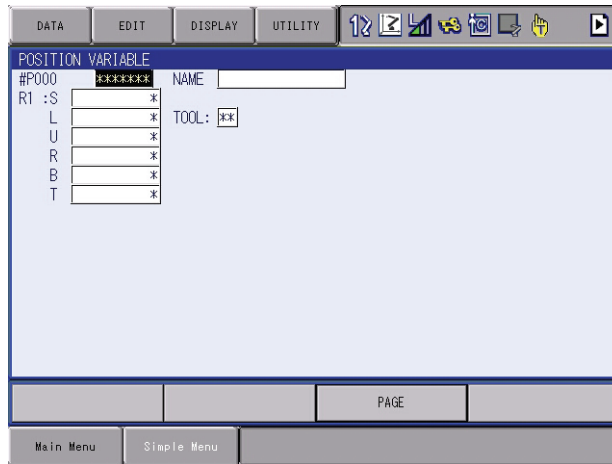 DATA EDIT DISPLAY UTILITY
POSITION VARIABLE
#P000 ******* NAME
R1 :S *
L * TOOL: **
U *
R *
B *
T *
PAGE
Main Menu Simple Menu